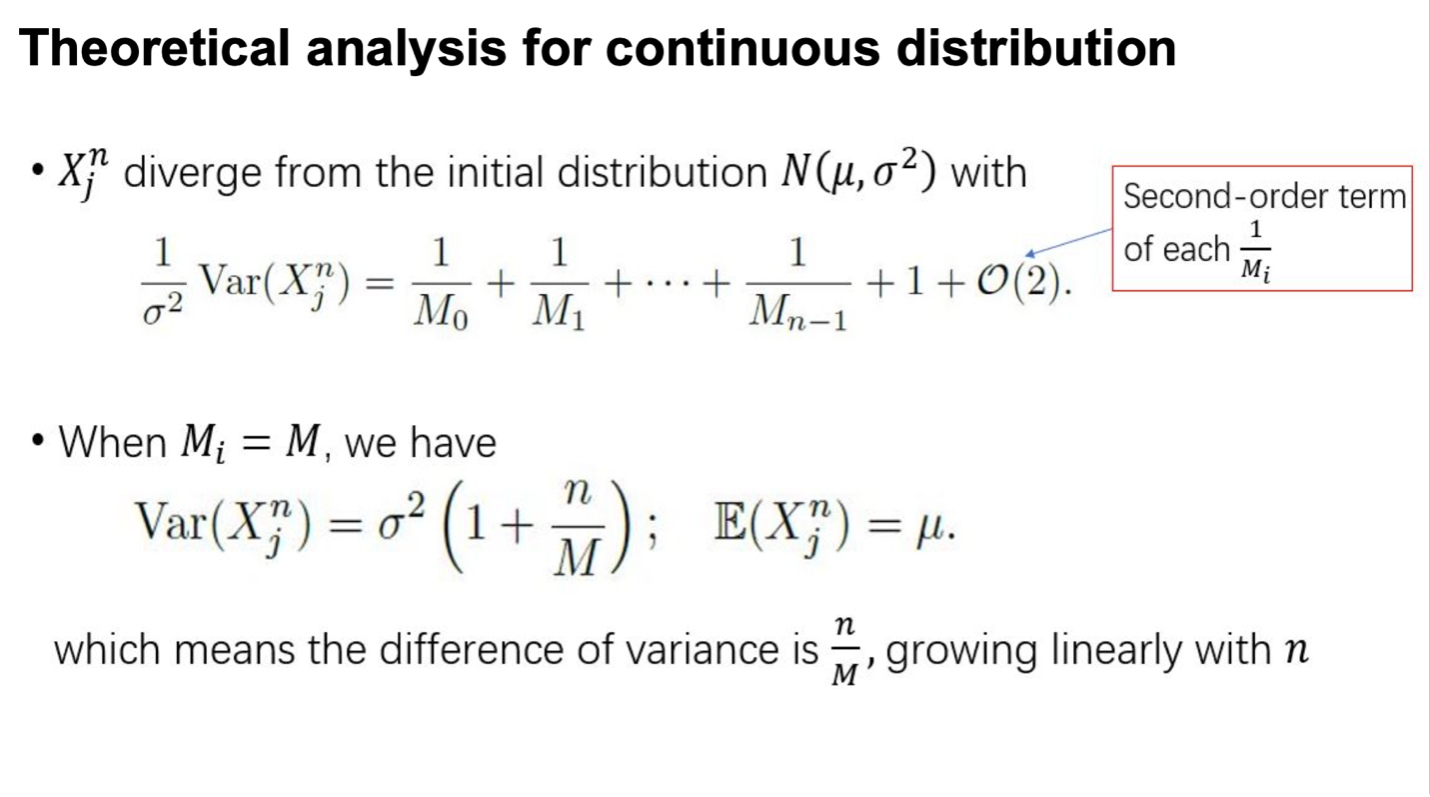 Theoretical analysis for continuous distribution
• $X_j^n$ diverge from the initial distribution $N(\mu, \sigma^2)$ with
Second-order term
of each $\frac{1}{M_i}$
$\frac{1}{\sigma^2} \operatorname{Var}(X_j^n) = \frac{1}{M_0} + \frac{1}{M_1} + \cdots + \frac{1}{M_{n-1}} + 1 + \mathcal{O}(2).$
• When $M_i = M$, we have
$\operatorname{Var}(X_j^n) = \sigma^2 \left(1 + \frac{n}{M}\right); \quad \mathbb{E}(X_j^n) = \mu.$
which means the difference of variance is $\frac{n}{M}$, growing linearly with $n$